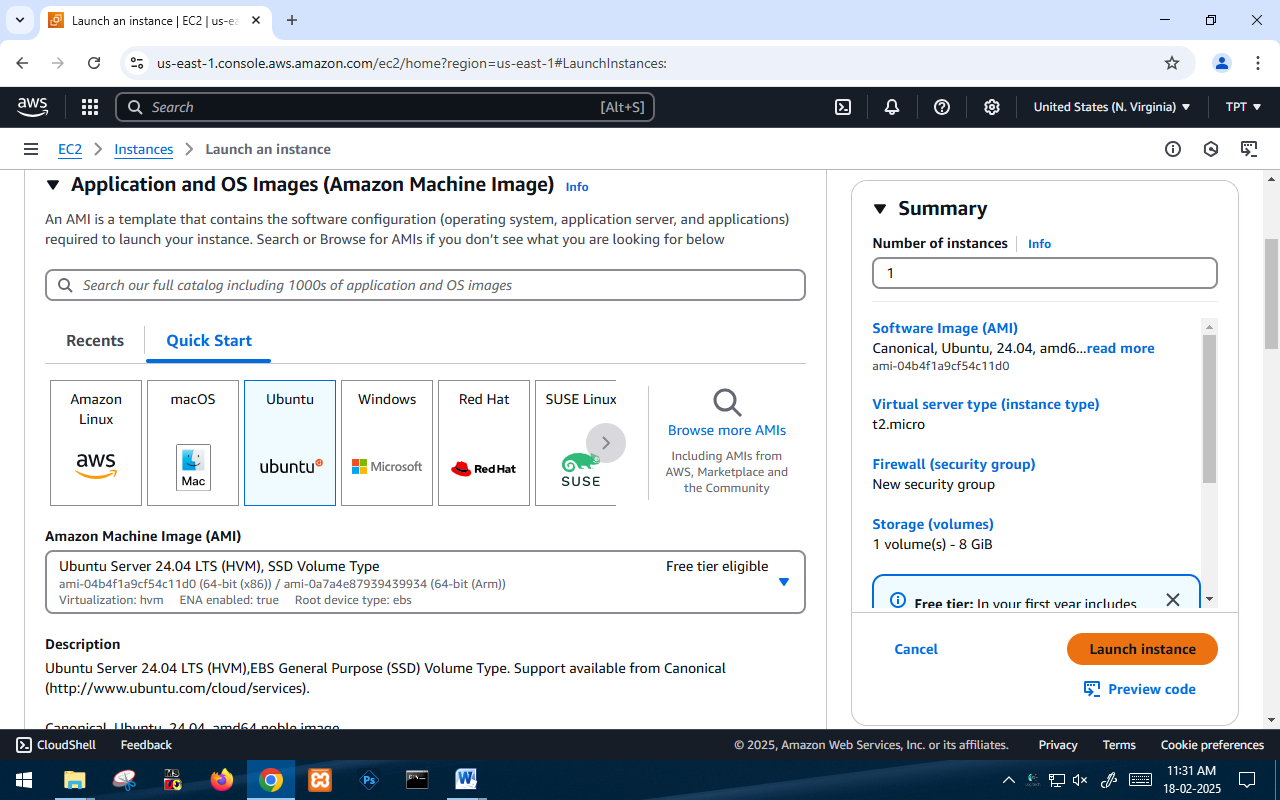 Launch an instance | EC2 | us-ea
us-east-1.console.aws.amazon.com/ec2/home?region=us-east-1#LaunchInstances:
aws
Search
[Alt+S]
United States (N. Virginia)
TPT
EC2
Instances
Launch an instance
Application and OS Images (Amazon Machine Image) Info
An AMI is a template that contains the software configuration (operating system, application server, and applications)
required to launch your instance. Search or Browse for AMIs if you don't see what you are looking for below
Search our full catalog including 1000s of application and OS images
Recents
Quick Start
Amazon
Linux
aws
macOS
Mac
Ubuntu
ubuntu
Windows
Microsoft
Red Hat
Red Hat
SUSE Linux
SUSE
Browse more AMIs
Including AMIs from
AWS, Marketplace and
the Community
Amazon Machine Image (AMI)
Ubuntu Server 24.04 LTS (HVM), SSD Volume Type
Free tier eligible
ami-04b4f1a9cf54c11d0 (64-bit (x86)) / ami-0a7a4e87939439934 (64-bit (Arm))
Virtualization: hvm ENA enabled: true Root device type: ebs
Description
Ubuntu Server 24.04 LTS (HVM),EBS General Purpose (SSD) Volume Type. Support available from Canonical
(http://www.ubuntu.com/cloud/services).
Canonical, Ubuntu, 24.04, amd64 noble image
Summary
Number of instances
Info
1
Software Image (AMI)
Canonical, Ubuntu, 24.04, amd6...read more
ami-04b4f1a9cf54c11d0
Virtual server type (instance type)
t2.micro
Firewall (security group)
New security group
Storage (volumes)
1 volume(s) - 8 GiB
Free tier: In your first year includes
Cancel
Launch instance
Preview code
CloudShell
Feedback
© 2025, Amazon Web Services, Inc. or its affiliates.
Privacy
Terms
Cookie preferences
Ps
11:31 AM
18-02-2025